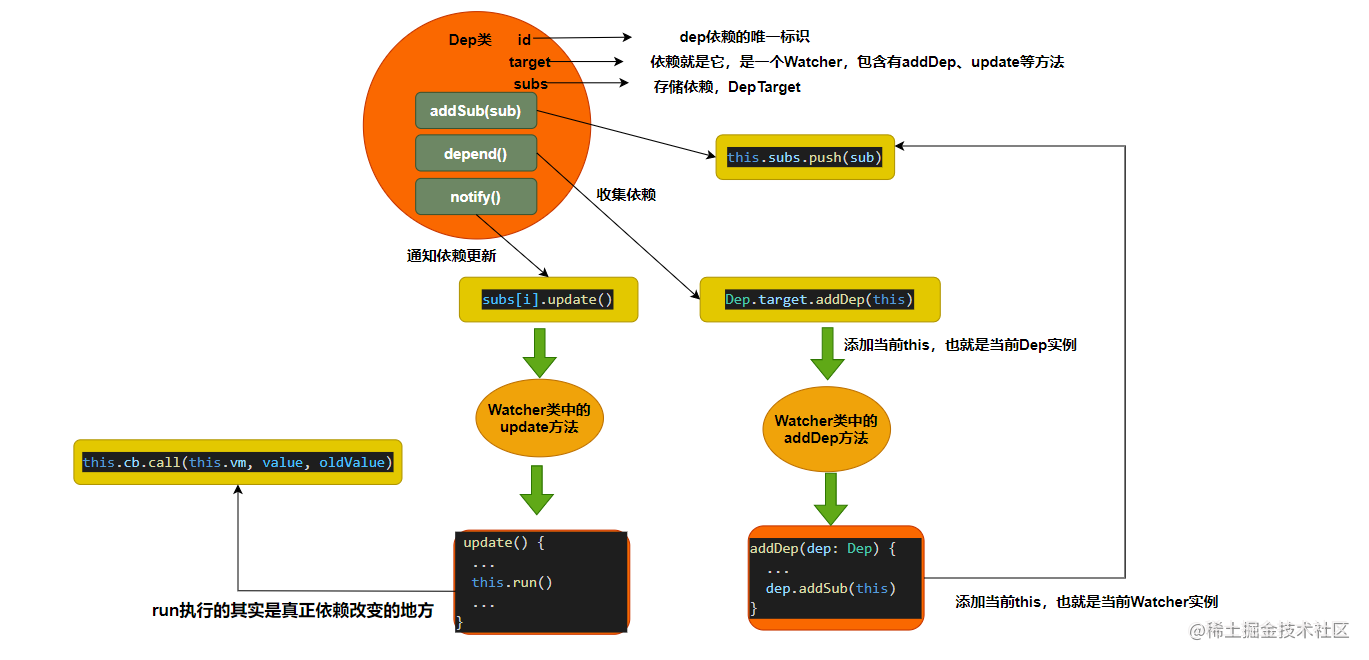 Dep类
id
dep依赖的唯一标识
target
依赖就是它，是一个Watcher，包含有addDep、update等方法
subs
存储依赖，DepTarget
addSub(sub)
depend()
notify()
this.subs.push(sub)
收集依赖
通知依赖更新
subs[i].update()
Dep.target.addDep(this)
添加当前this，也就是当前Dep实例
Watcher类中的
update方法
Watcher类中的
addDep方法
this.cb.call(this.vm, value, oldValue)
update() {
...
this.run()
...
}
addDep(dep: Dep) {
...
dep.addSub(this)
}
run执行的其实是真正依赖改变的地方
添加当前this，也就是当前Watcher实例
@稀土掘金技术社区